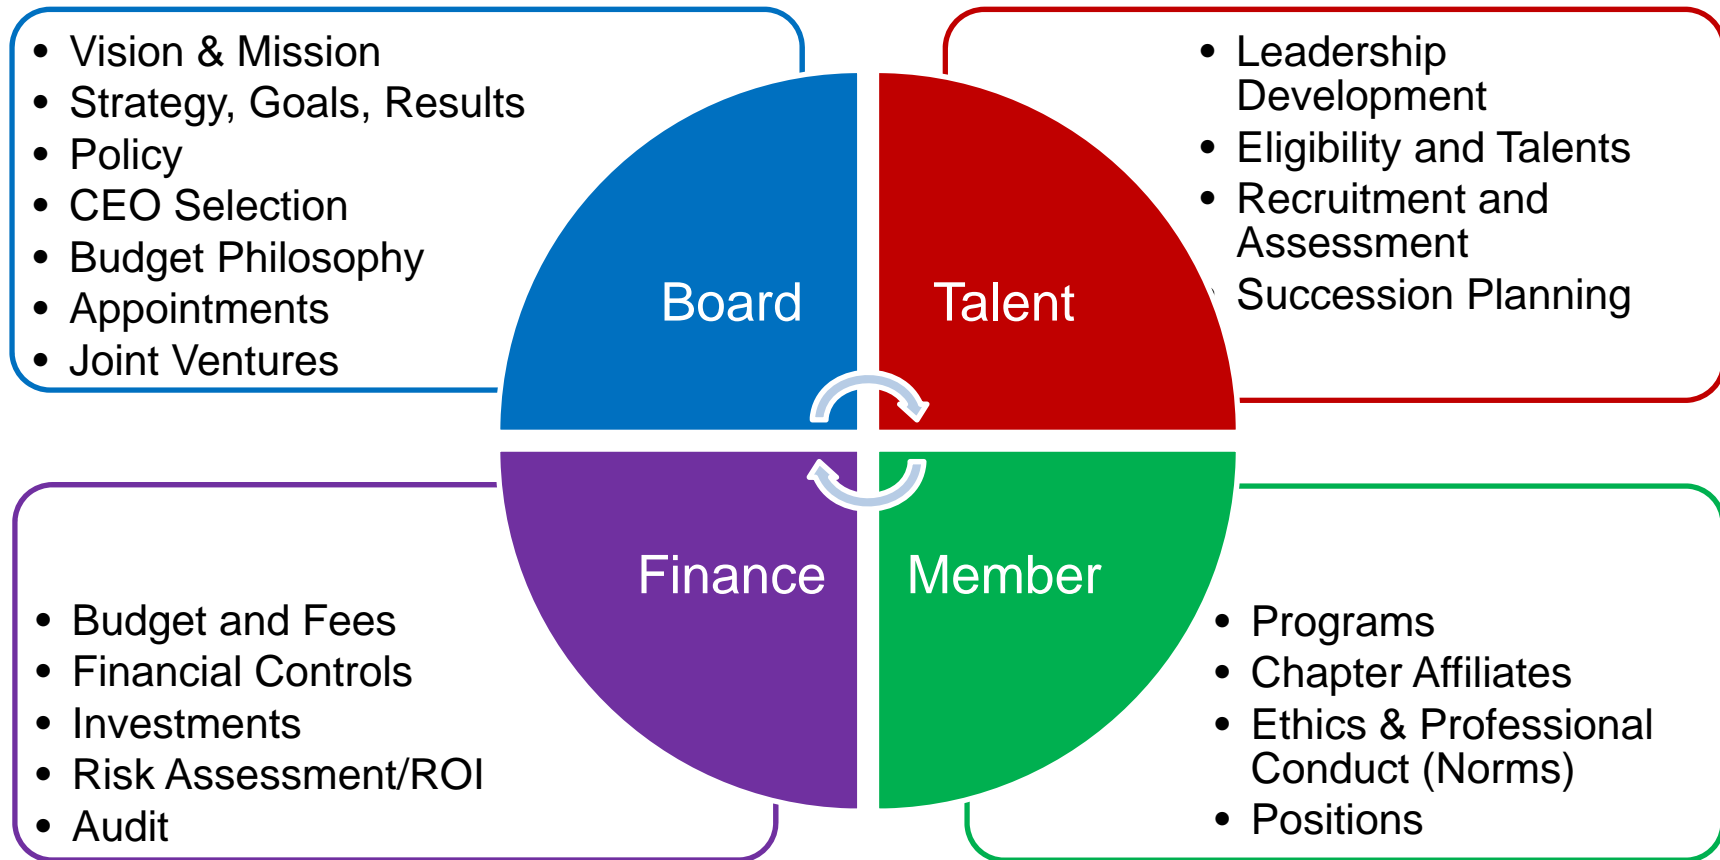 • Vision & Mission
• Strategy, Goals, Results
• Policy
• CEO Selection
• Budget Philosophy
• Appointments
• Joint Ventures
• Leadership
Development
• Eligibility and Talents
• Recruitment and
Assessment
• Succession Planning
Board
Talent
Finance
Member
• Budget and Fees
• Financial Controls
• Investments
• Risk Assessment/ROI
• Audit
• Programs
• Chapter Affiliates
• Ethics & Professional
Conduct (Norms)
• Positions